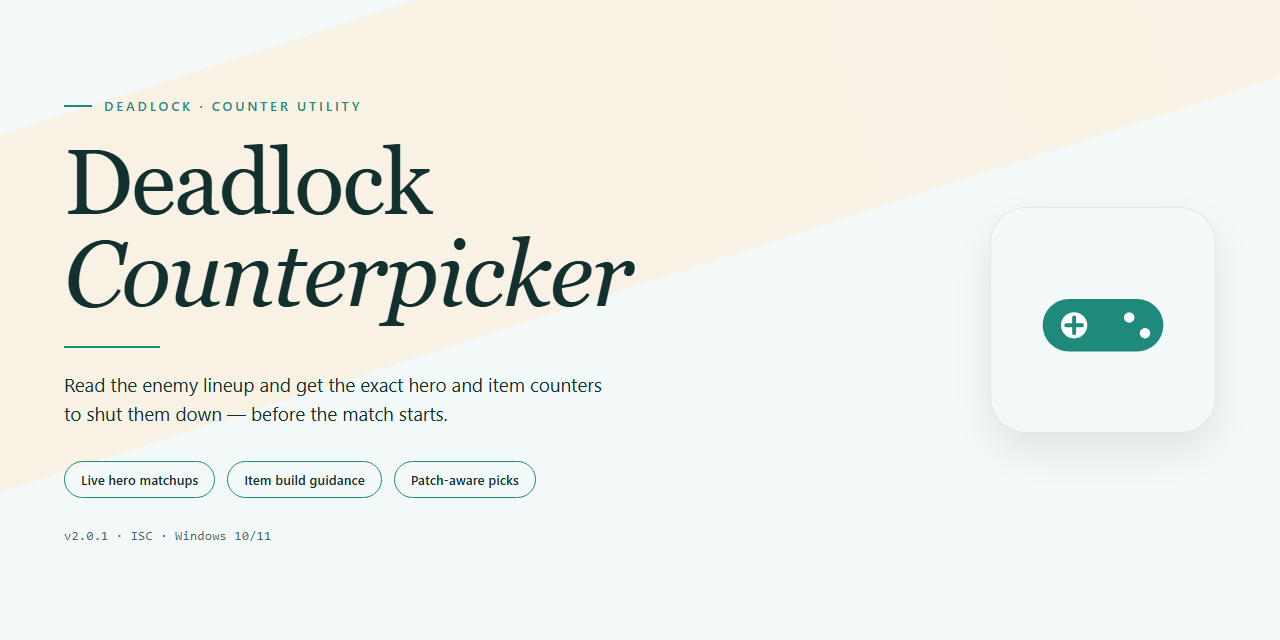 DEADLOCK · COUNTER UTILITY
Deadlock
Counterpicker
Read the enemy lineup and get the exact hero and item counters
to shut them down — before the match starts.
Live hero matchups
Item build guidance
Patch-aware picks
v2.0.1 · ISC · Windows 10/11